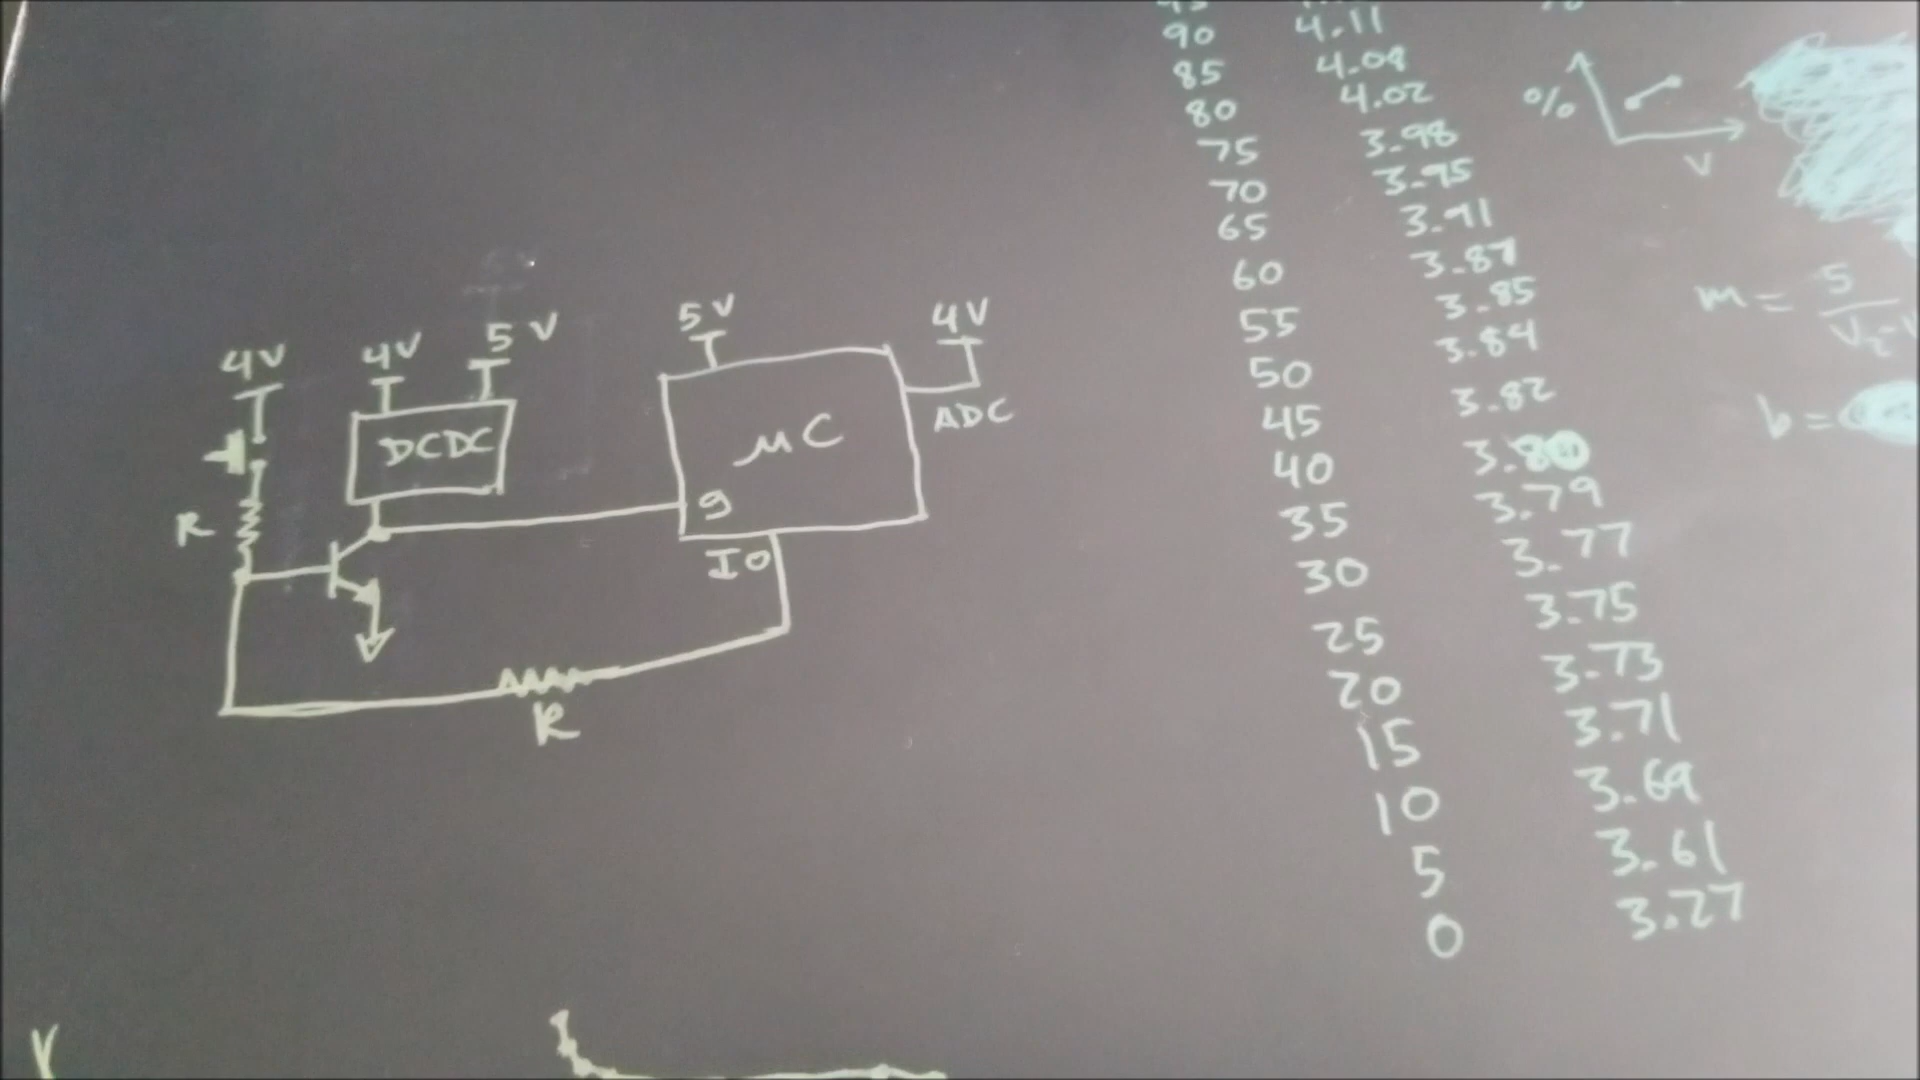 4V
4V
5 V
5V
4V
DCDC
μC
ADC
R
g
IO
R
V
90 4.11
85 4.08
80 4.02
75 3.98
70 3.95
65 3.91
60 3.87
55 3.85
50 3.84
45 3.82
40 3.80
35 3.79
30 3.77
25 3.75
20 3.73
15 3.71
10 3.69
5 3.61
0 3.27
%
V
m = 5
V2-
b =